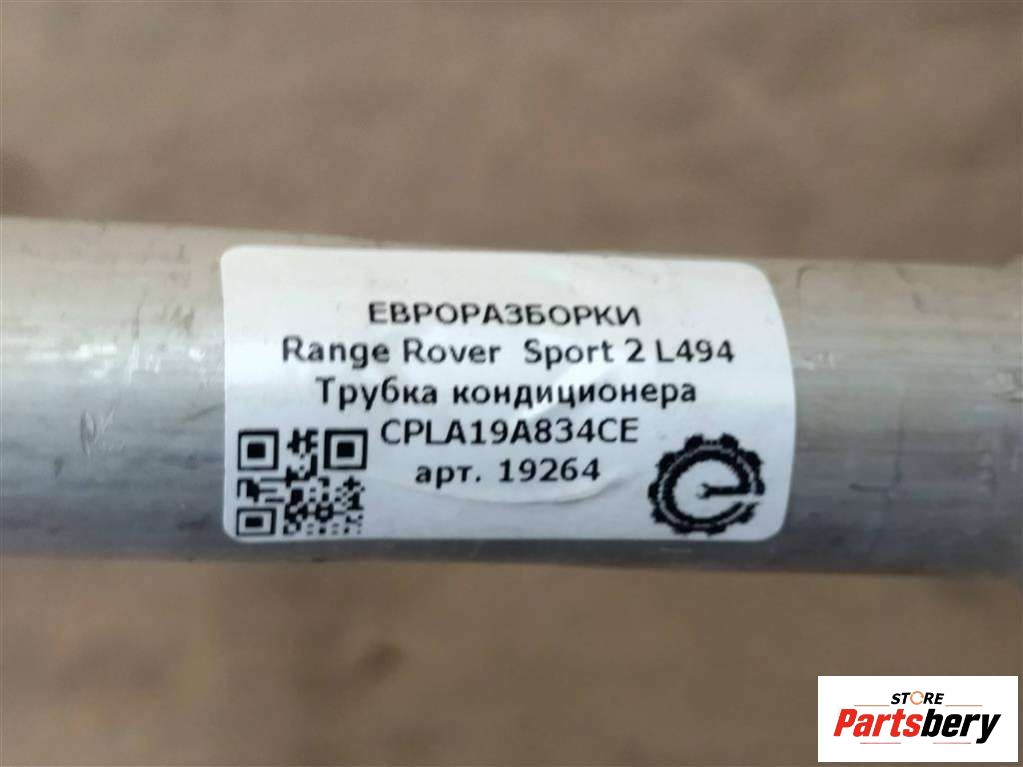 ЕВРОРАЗБОРКИ
Range Rover Sport 2 L494
Трубка кондиционера
CPLA19A834CE
арт. 19264
STORE
Partsbery